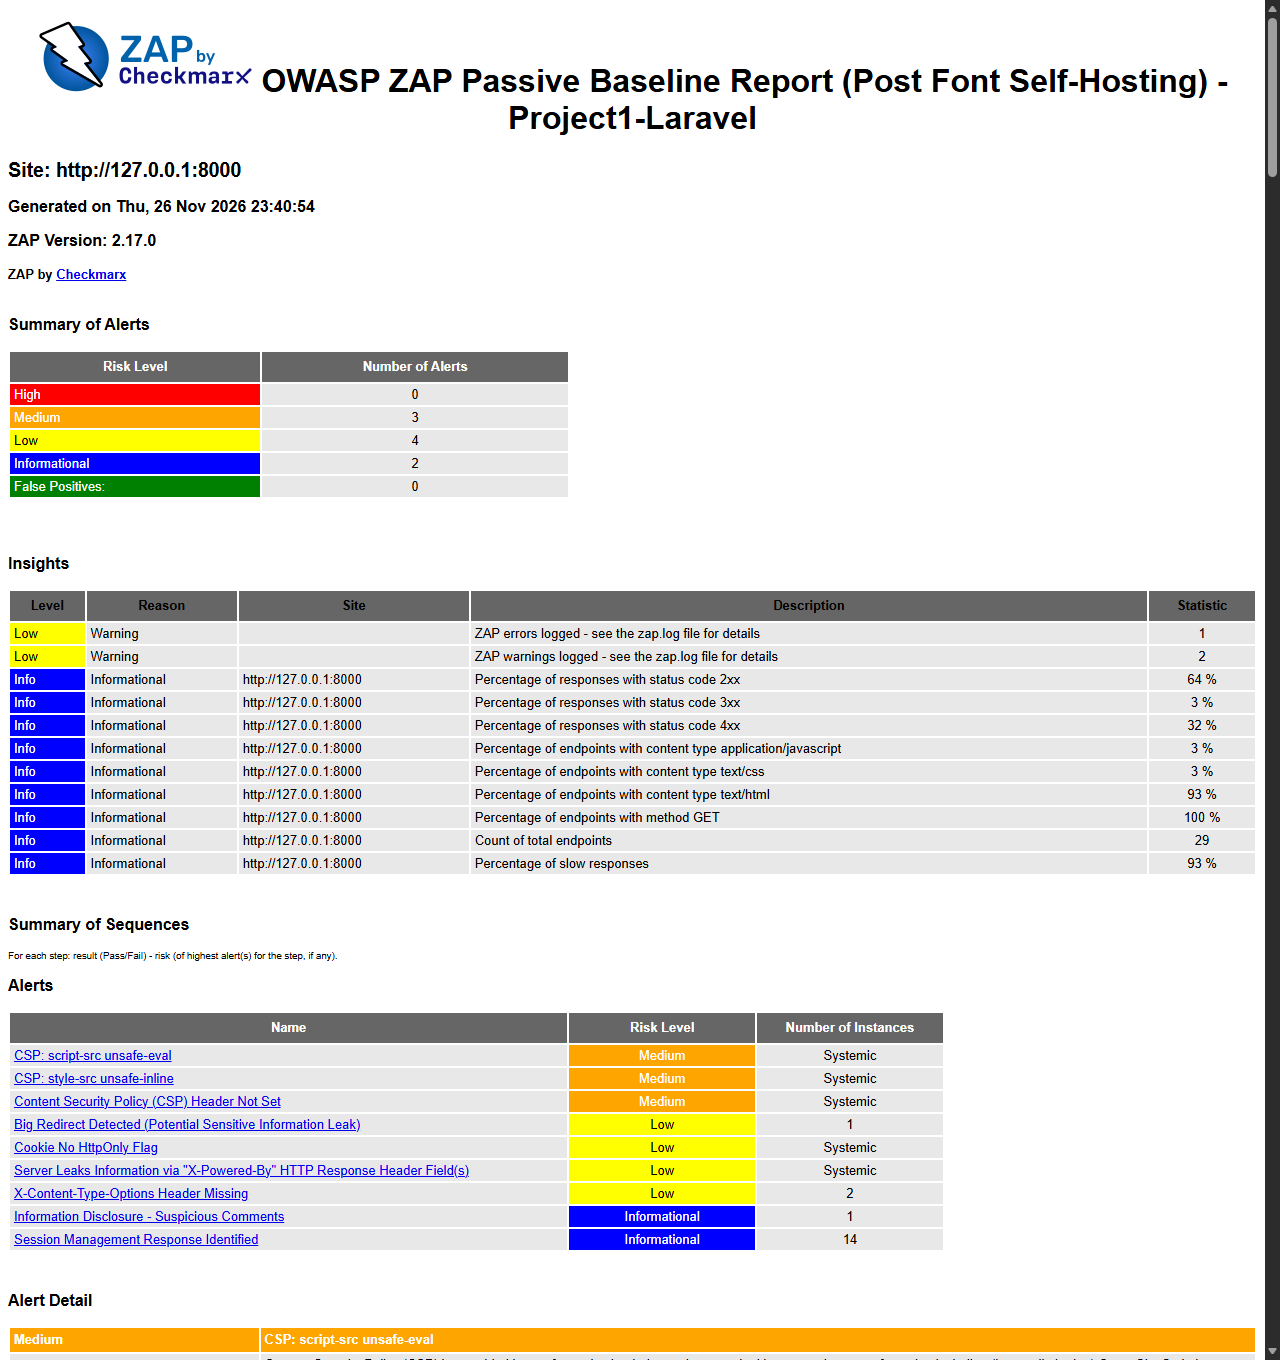 ZAP by
Checkmarx
OWASP ZAP Passive Baseline Report (Post Font Self-Hosting) -
Project1-Laravel
Site: http://127.0.0.1:8000
Generated on Thu, 26 Nov 2026 23:40:54
ZAP Version: 2.17.0
ZAP by Checkmarx
Summary of Alerts
Risk Level Number of Alerts
High 0
Medium 3
Low 4
Informational 2
False Positives: 0
Insights
Level Reason Site Description Statistic
Low Warning ZAP errors logged - see the zap.log file for details 1
Low Warning ZAP warnings logged - see the zap.log file for details 2
Info Informational http://127.0.0.1:8000 Percentage of responses with status code 2xx 64 %
Info Informational http://127.0.0.1:8000 Percentage of responses with status code 3xx 3 %
Info Informational http://127.0.0.1:8000 Percentage of responses with status code 4xx 32 %
Info Informational http://127.0.0.1:8000 Percentage of endpoints with content type application/javascript 3 %
Info Informational http://127.0.0.1:8000 Percentage of endpoints with content type text/css 3 %
Info Informational http://127.0.0.1:8000 Percentage of endpoints with content type text/html 93 %
Info Informational http://127.0.0.1:8000 Percentage of endpoints with method GET 100 %
Info Informational http://127.0.0.1:8000 Count of total endpoints 29
Info Informational http://127.0.0.1:8000 Percentage of slow responses 93 %
Summary of Sequences
For each step: result (Pass/Fail) - risk (of highest alert(s) for the step, if any).
Alerts
Name Risk Level Number of Instances
CSP: script-src unsafe-eval Medium Systemic
CSP: style-src unsafe-inline Medium Systemic
Content Security Policy (CSP) Header Not Set Medium Systemic
Big Redirect Detected (Potential Sensitive Information Leak) Low 1
Cookie No HttpOnly Flag Low Systemic
Server Leaks Information via "X-Powered-By" HTTP Response Header Field(s) Low Systemic
X-Content-Type-Options Header Missing Low 2
Information Disclosure - Suspicious Comments Informational 1
Session Management Response Identified Informational 14
Alert Detail
Medium CSP: script-src unsafe-eval